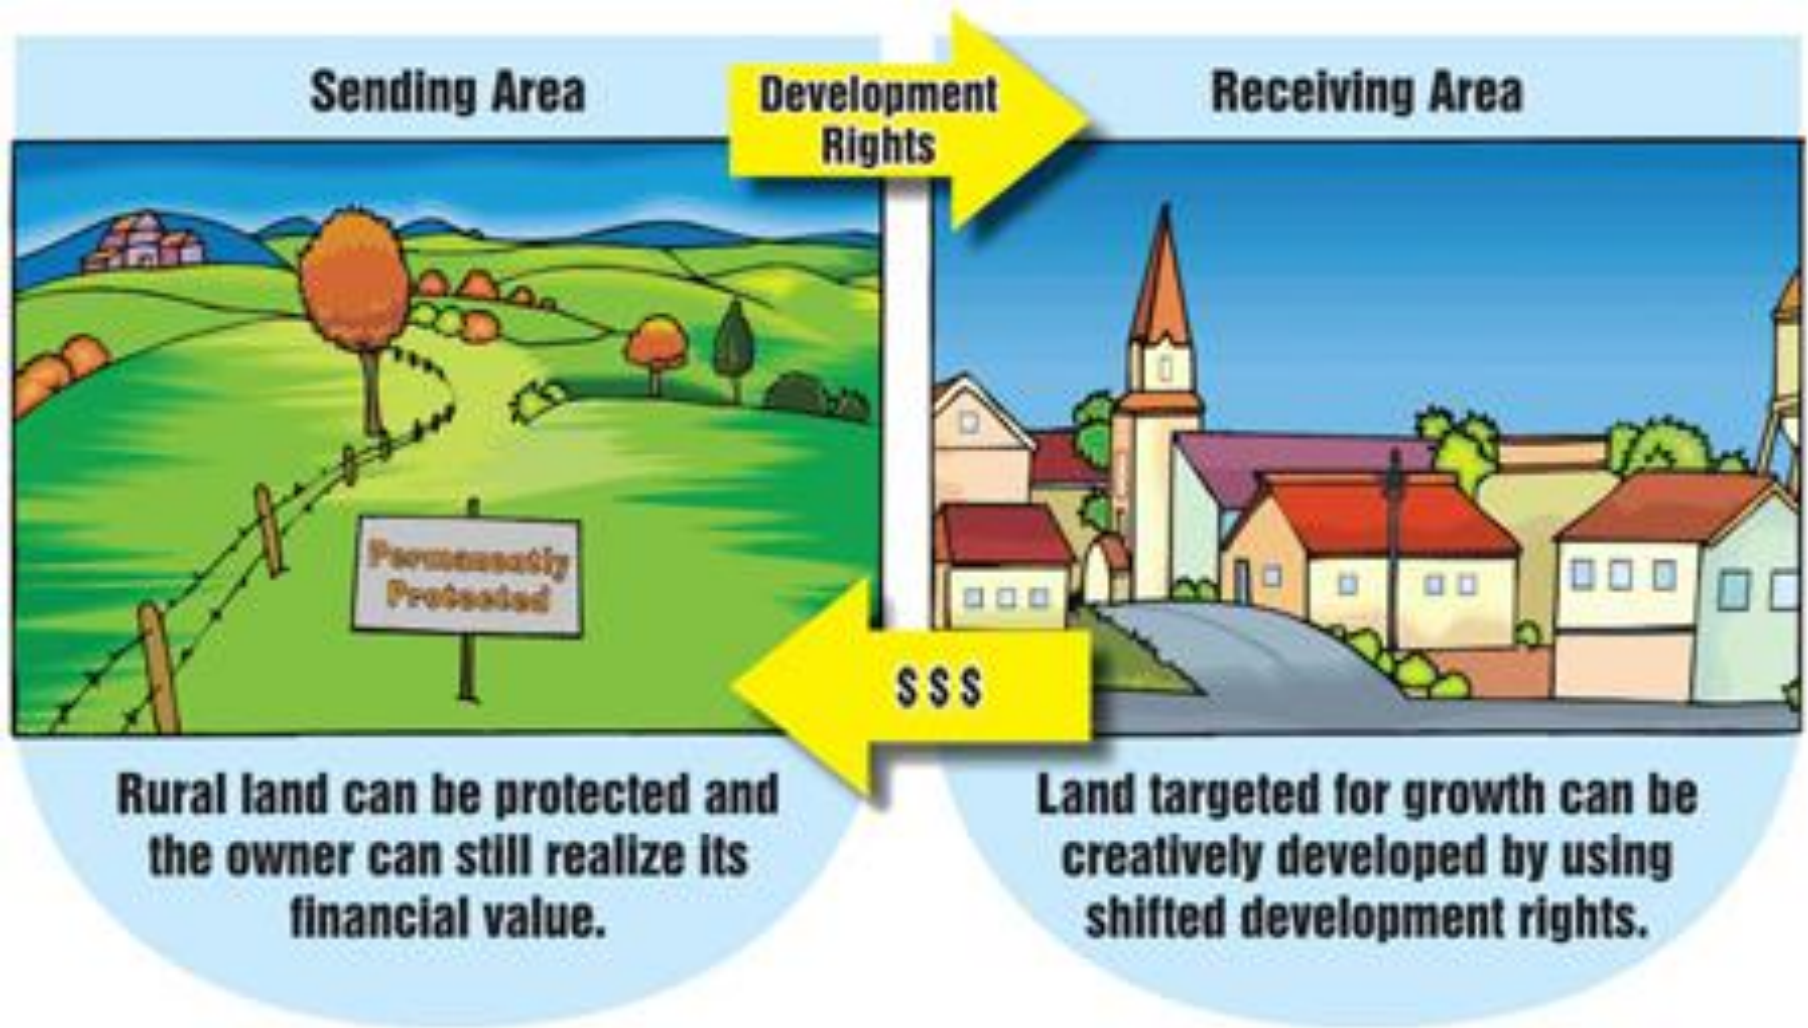 Sending Area
Development
Rights
Receiving Area
Permanently
Protected
$ $ $
Rural land can be protected and
the owner can still realize its
financial value.
Land targeted for growth can be
creatively developed by using
shifted development rights.